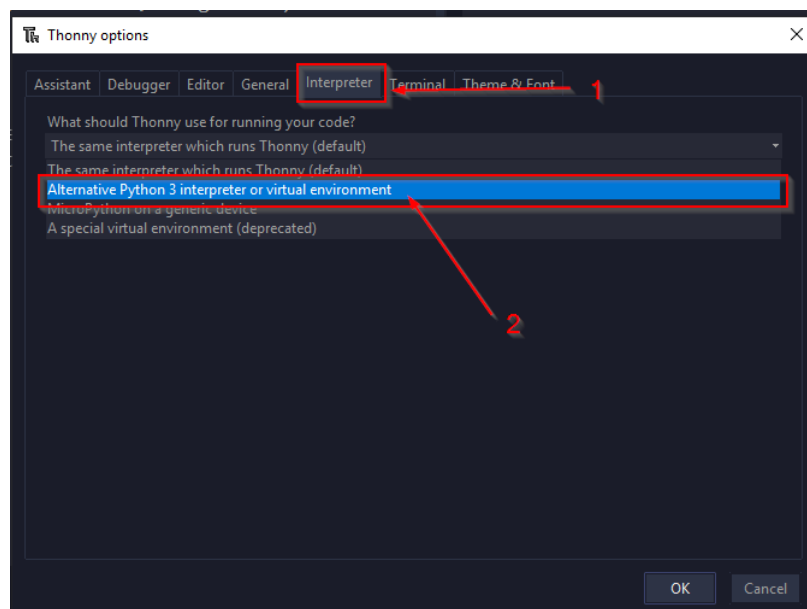 Thonny options
Assistant Debugger Editor General Interpreter Terminal Theme & Font
1
What should Thonny use for running your code?
The same interpreter which runs Thonny (default)
The same interpreter which runs Thonny (default)
Alternative Python 3 interpreter or virtual environment
MicroPython on a generic device
A special virtual environment (deprecated)
2
OK Cancel